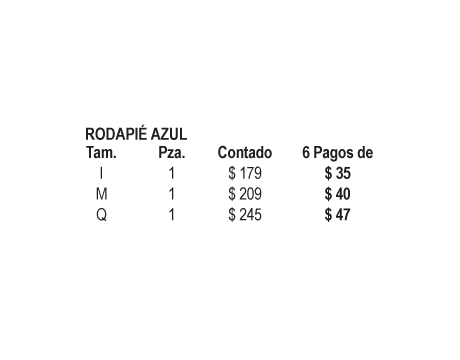 RODAPIÉ AZUL
Tam. Pza. Contado 6 Pagos de
I 1 $ 179 $ 35
M 1 $ 209 $ 40
Q 1 $ 245 $ 47